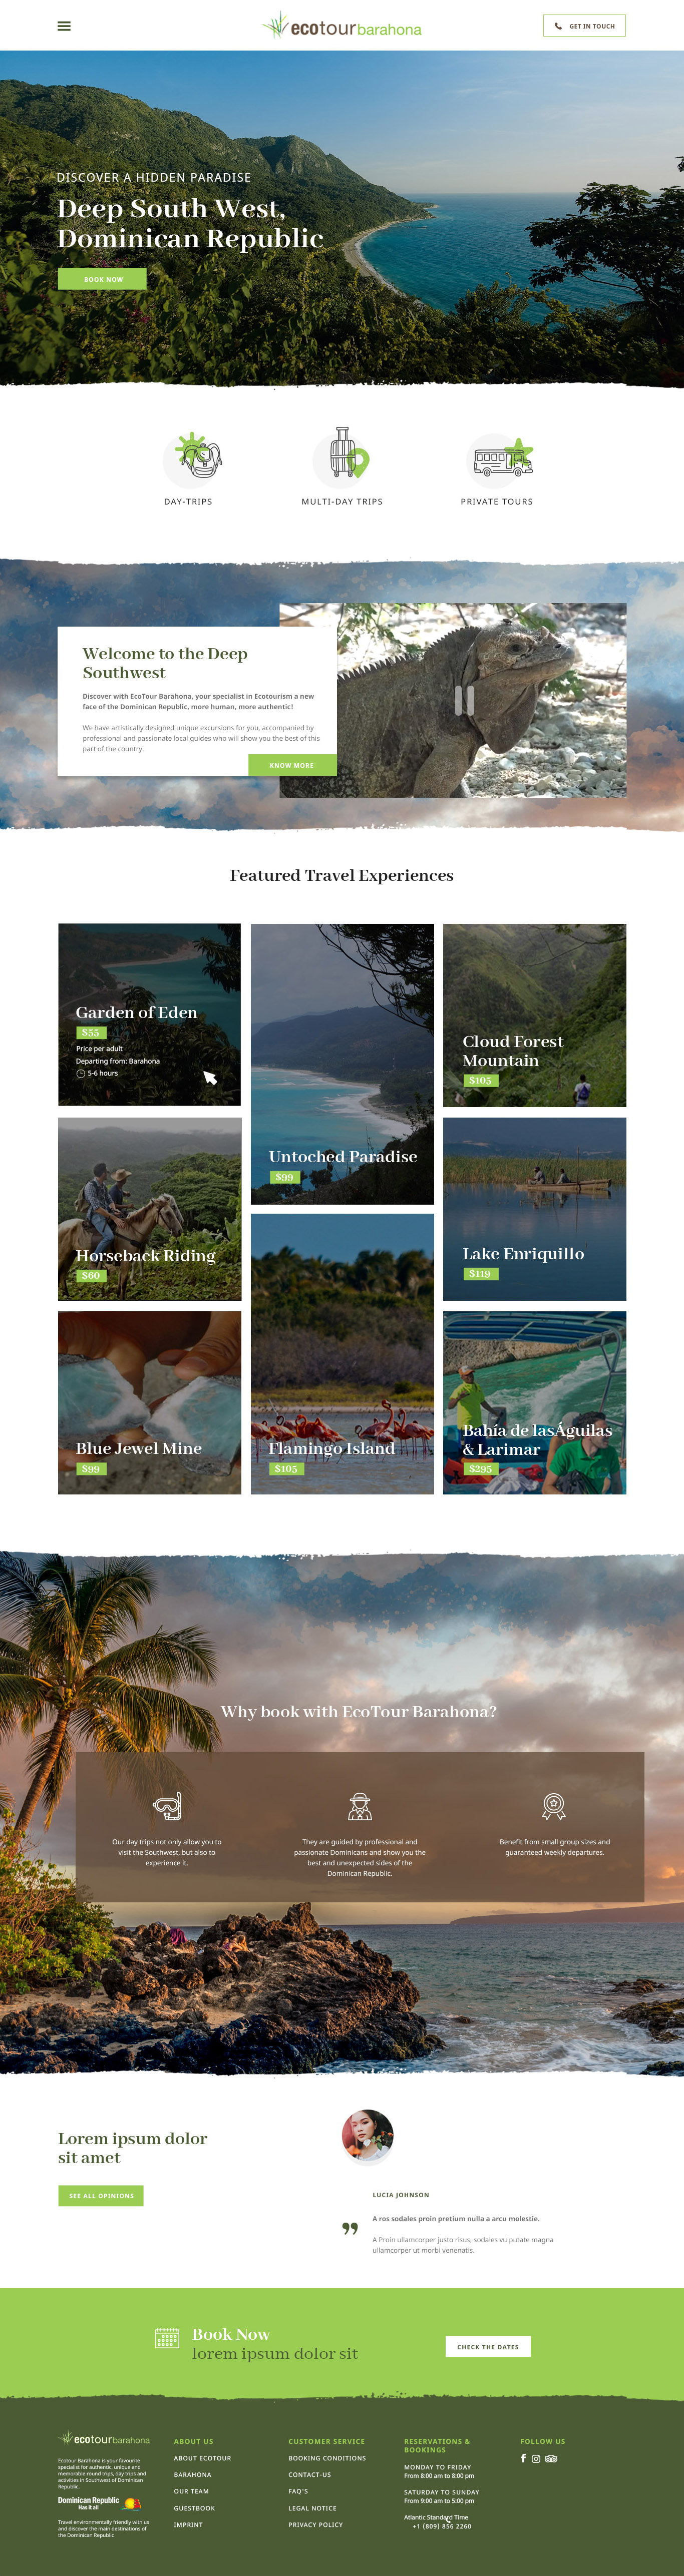 ecotourbarahona
GET IN TOUCH
DISCOVER A HIDDEN PARADISE
Deep South West,
Dominican Republic
BOOK NOW
DAY-TRIPS
MULTI-DAY TRIPS
PRIVATE TOURS
Welcome to the Deep
Southwest
Discover with EcoTour Barahona, your specialist in Ecotourism a new
face of the Dominican Republic, more human, more authentic!
We have artistically designed unique excursions for you, accompanied by
professional and passionate local guides who will show you the best of this
part of the country.
KNOW MORE
Featured Travel Experiences
Garden of Eden
$55
Price per adult
Departing from: Barahona
5-6 hours
Untoched Paradise
$99
Cloud Forest
Mountain
$105
Horseback Riding
$60
Lake Enriquillo
$119
Blue Jewel Mine
$99
Flamingo Island
$105
Bahía de lasÁguilas
& Larimar
$295
Why book with EcoTour Barahona?
Our day trips not only allow you to
visit the Southwest, but also to
experience it.
They are guided by professional and
passionate Dominicans and show you the
best and unexpected sides of the
Dominican Republic.
Benefit from small group sizes and
guaranteed weekly departures.
Lorem ipsum dolor
sit amet
SEE ALL OPINIONS
LUCIA JOHNSON
A ros sodales proin pretium nulla a arcu molestie.
A Proin ullamcorper justo risus, sodales vulputate magna
ullamcorper ut morbi venenatis.
Book Now
lorem ipsum dolor sit
CHECK THE DATES
ecotourbarahona
Ecotour Barahona is your favourite
specialist for authentic, unique and
memorable round trips, day trips and
activities in Southwest of Dominican
Republic.
Dominican Republic
Has it all
Travel environmentally friendly with us
and discover the main destinations of
the Dominican Republic
ABOUT US
ABOUT ECOTOUR
BARAHONA
OUR TEAM
GUESTBOOK
IMPRINT
CUSTOMER SERVICE
BOOKING CONDITIONS
CONTACT-US
FAQ'S
LEGAL NOTICE
PRIVACY POLICY
RESERVATIONS &
BOOKINGS
MONDAY TO FRIDAY
From 8:00 am to 8:00 pm
SATURDAY TO SUNDAY
From 9:00 am to 5:00 pm
Atlantic Standard Time
+1 (809) 856 2260
FOLLOW US